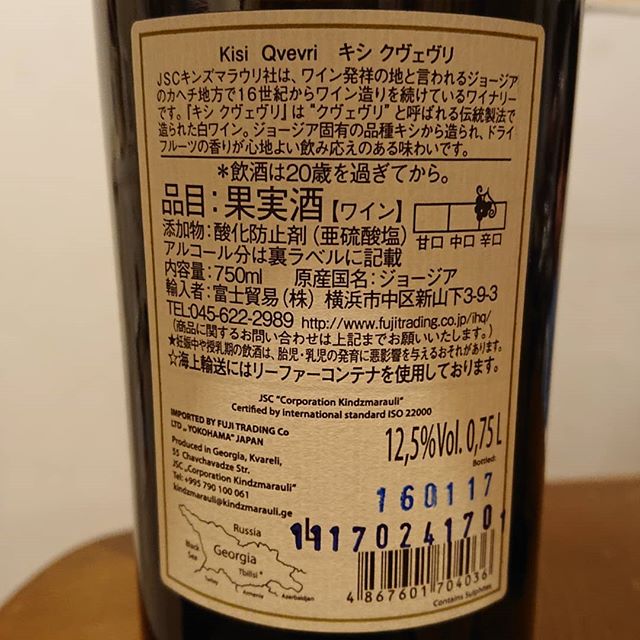 Kisi Qvevri キシ クヴェヴリ
JSCキンズマラウリ社は、ワイン発祥の地と言われるジョージア
のカヘチ地方で16世紀からワイン造りを続けているワイナリー
です。『キシ クヴェヴリ』は "クヴェヴリ" と呼ばれる伝統製法で
造られた白ワイン。ジョージア固有の品種キシから造られ、ドライ
フルーツの香りが心地よい飲み応えのある味わいです。
*飲酒は20歳を過ぎてから。
品目:果実酒【ワイン】
甘口 中口 辛口
添加物:酸化防止剤(亜硫酸塩)
アルコール分は裏ラベルに記載
内容量:750ml 原産国名:ジョージア
輸入者:富士貿易(株) 横浜市中区新山下3-9-3
TEL:045-622-2989 http://www.fujitrading.co.jp/ihq/
(商品に関するお問い合わせは上記までお願いいたします。)
★妊娠中や授乳期の飲酒は、胎児・乳児の発育に悪影響を与えるおそれがあります。
☆海上輸送にはリーファーコンテナを使用しております。
JSC "Corporation Kindzmarauli"
Certified by international standard ISO 22000
IMPORTED BY FUJI TRADING Co
LTD „YOKOHAMA" JAPAN
Produced in Georgia, Kvareli,
55 Chavchavadze Str.
JSC „Corporation Kindzmarauli"
Tel: +995 790 100 061
kindzmarauli@kindzmarauli.ge
12,5%Vol. 0,75 L
Bottled:
160117
Russia
Georgia
Tbilisi
Black
Sea
Turkey
Armenia
Azerbaijan
4 867601 704036
Contains Sulphites